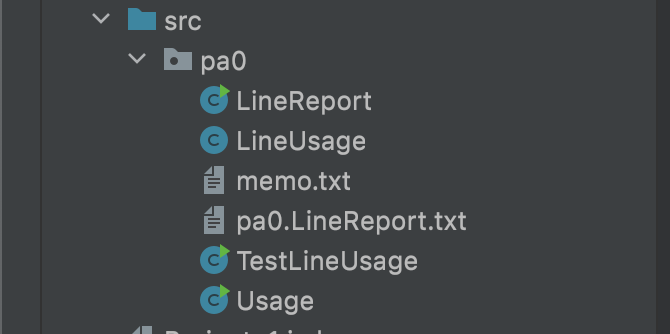 src
pa0
LineReport
LineUsage
memo.txt
pa0.LineReport.txt
TestLineUsage
Usage